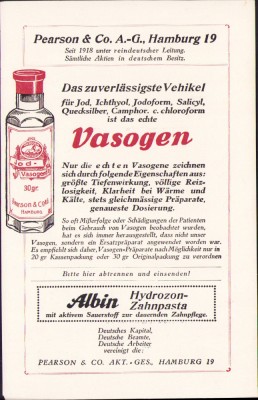 Pearson & Co. A.-G., Hamburg 19
Seit 1918 unter reindeutscher Leitung.
Sämtliche Aktien in deutschem Besitz.
Das zuverlässigste Vehikel
für Jod, Ichthyol, Jodoform, Salicyl,
Quecksilber, Camphor. c. chloroform
ist das echte
Vasogen
Jod-
Vasogen
30gr
Pearson & Co AG
HAMBURG
Nur die echten Vasogene zeichnen
sich durch folgende Eigenschaften aus:
größte Tiefenwirkung, völlige Reiz-
losigkeit, Klarheit bei Wärme und
Kälte, stets gleichmässige Präparate,
genaueste Dosierung.
So oft Mißerfolge oder Schädigungen des Patienten
beim Gebrauch von Vasogen beobachtet wurden,
hat es sich immer herausgestellt, dass nicht unser
Vasogen, sondern ein Ersatzpräparat angewendet worden war.
Es empfiehlt sich daher, Vasogen-Präparate nach Möglichkeit nur in
20 gr Kassenpackung oder 30 gr Originalpackung zu verordnen
Bitte hier abtrennen und einsenden!
Albin Hydrozon-
Zahnpasta
mit aktivem Sauerstoff zur dauernden Zahnpflege.
Deutsches Kapital,
Deutsche Beamte,
Deutsche Arbeiter
vereinigt die:
PEARSON & CO. AKT.-GES., HAMBURG 19